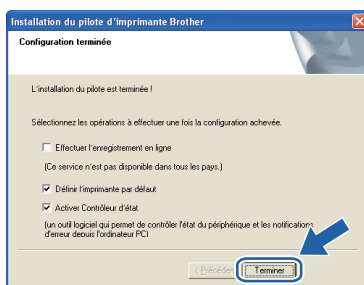 Installation du pilote d'imprimante Brother
Configuration terminée
L'installation du pilote est terminée !
Sélectionnez les opérations à effectuer une fois la configuration achevée.
Effectuer l'enregistrement en ligne
(Ce service n'est pas disponible dans tous les pays.)
Définir l'imprimante par défaut
Activer Contrôleur d'état
(un outil logiciel qui permet de contrôler l'état du périphérique et les notifications
d'erreur depuis l'ordinateur PC)
< Précéden
Terminer